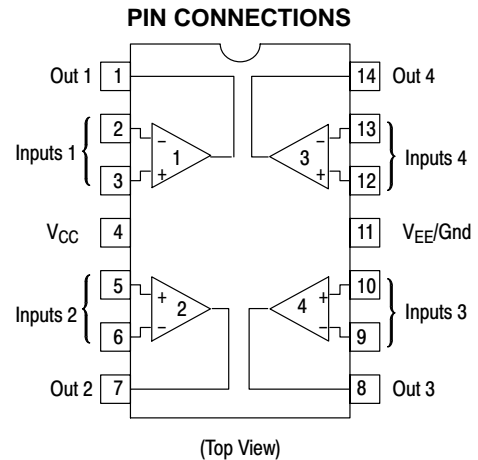 PIN CONNECTIONS
Out 1 1 14 Out 4
2 - - 13
Inputs 1 1 3 Inputs 4
3 + + 12
VCC 4 11 VEE/Gnd
5 + + 10
Inputs 2 2 4 Inputs 3
6 - - 9
Out 2 7 8 Out 3
(Top View)